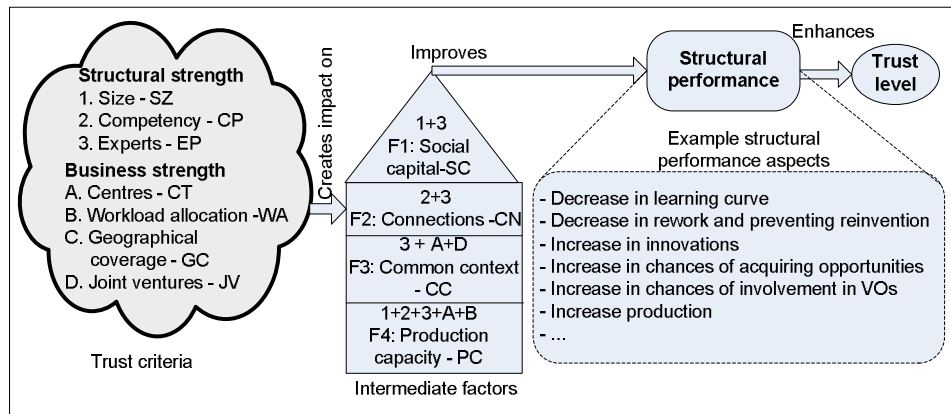 Structural strength
1. Size - SZ
2. Competency - CP
3. Experts - EP
Business strength
A. Centres - CT
B. Workload allocation -WA
C. Geographical
coverage - GC
D. Joint ventures - JV
Trust criteria
Creates impact on
Improves
1+3
F1: Social
capital-SC
2+3
F2: Connections -CN
3 + A+D
F3: Common context
- CC
1+2+3+A+B
F4: Production
capacity - PC
Intermediate factors
Structural
performance
Enhances
Trust
level
Example structural
performance aspects
- Decrease in learning curve
- Decrease in rework and preventing reinvention
- Increase in innovations
- Increase in chances of acquiring opportunities
- Increase in chances of involvement in VOs
- Increase production
- ...